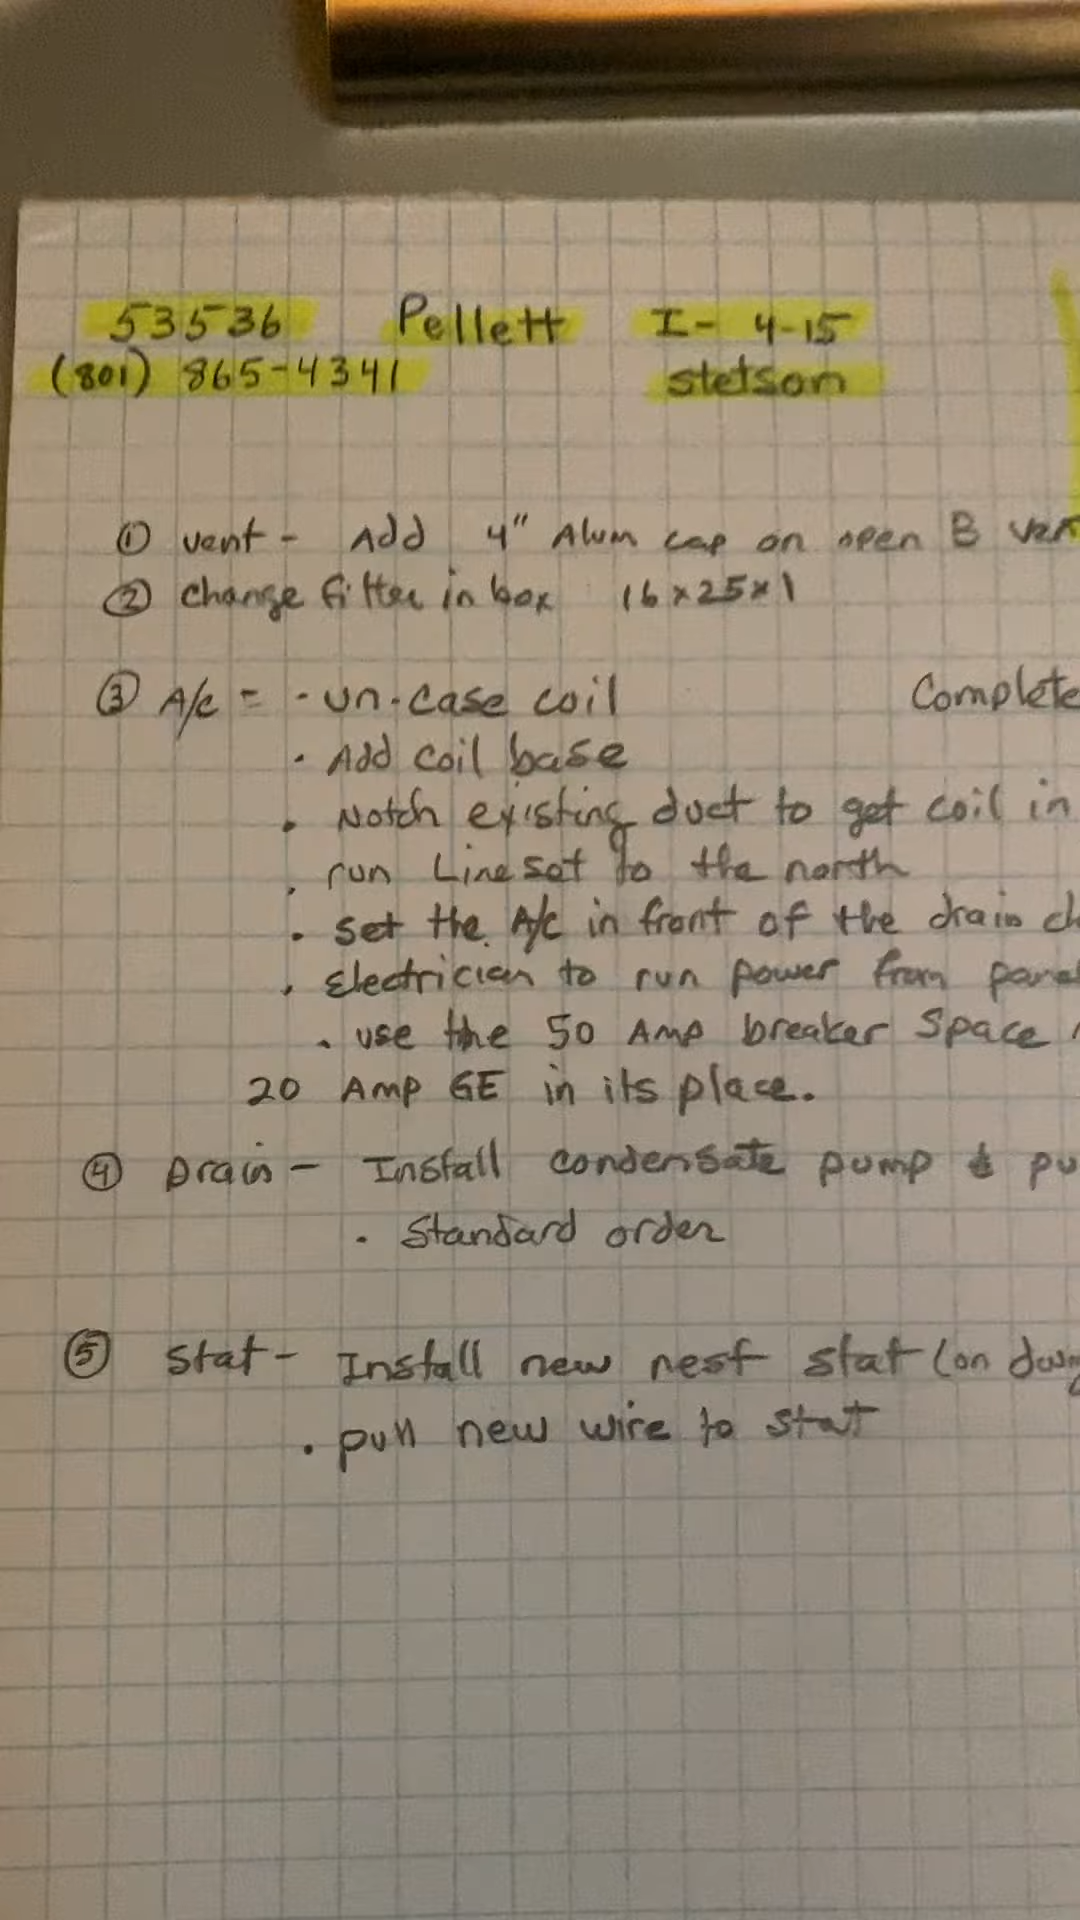 53536 Pellett I- 4-15
(801) 865-4341 stetson
① vent - Add 4" Alum cap on open B
② change filter in box 16x25x1
③ A/c = - un-case coil Complete
· Add coil base
· Notch existing duct to get coil in
· run Line set to the north
· set the A/c in front of the drain
· Electrician to run power from
· use the 50 Amp breaker space
20 Amp GE in its place.
④ Drain - Install condensate pump &
· Standard order
⑤ stat - Install new nest stat (on
· pull new wire to stat